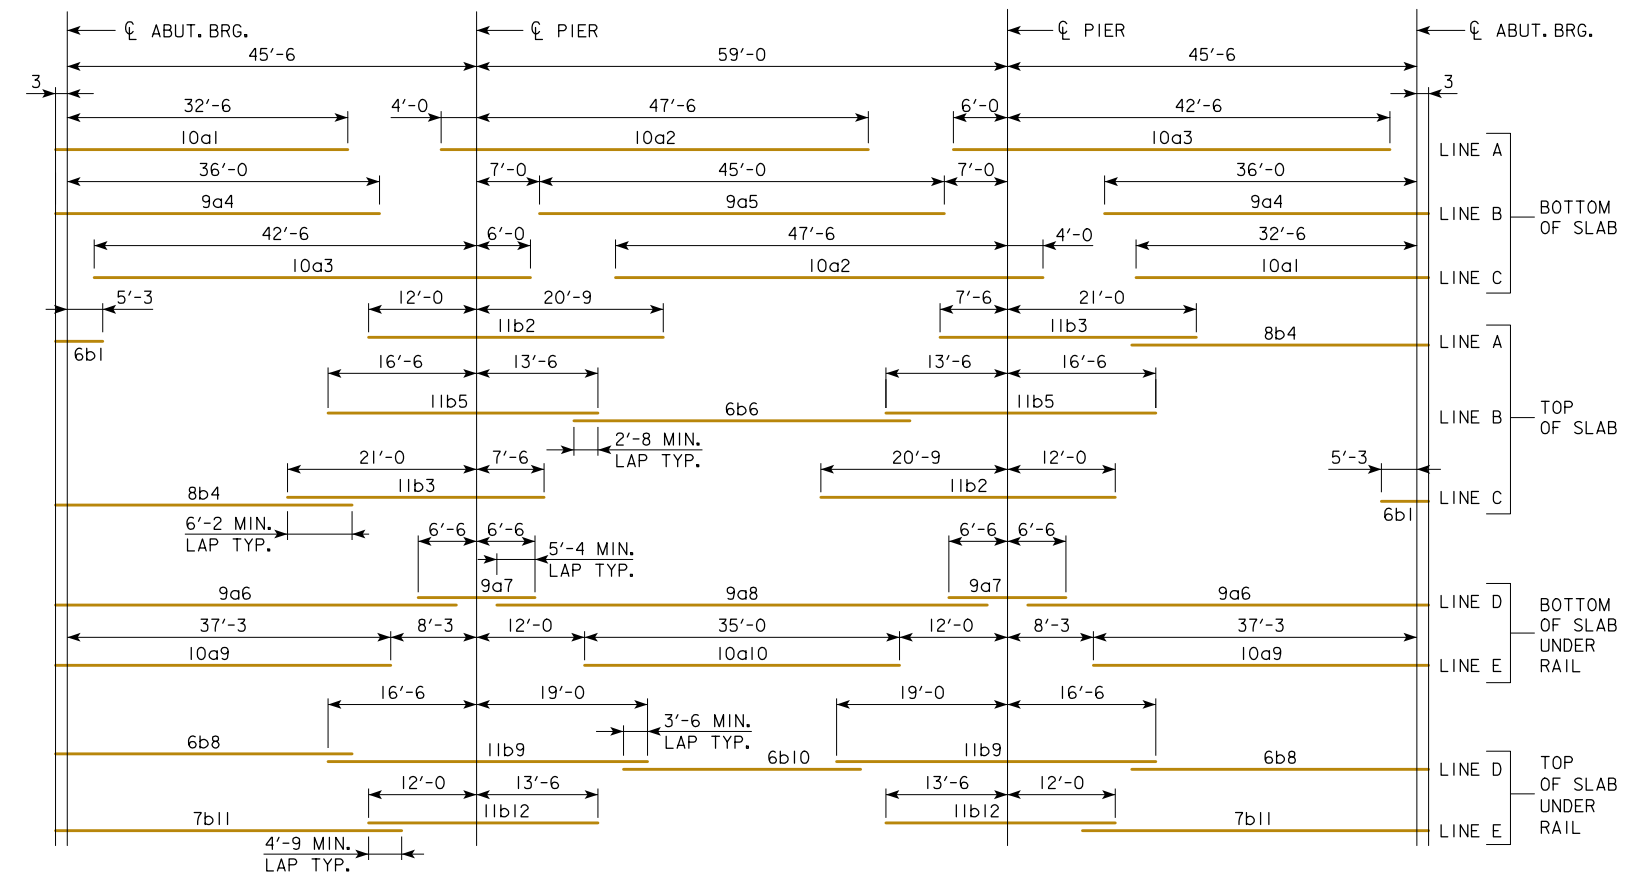 ℄ ABUT. BRG. ℄ PIER ℄ PIER ℄ ABUT. BRG.
45'-6 59'-0 45'-6
3 3
32'-6 4'-0 47'-6 6'-0 42'-6
10a1 10a2 10a3 LINE A
36'-0 7'-0 45'-0 7'-0 36'-0
9a4 9a5 9a4 LINE B
BOTTOM
OF SLAB
42'-6 6'-0 47'-6 4'-0 32'-6
10a3 10a2 10a1 LINE C
5'-3 12'-0 20'-9 7'-6 21'-0
6b1 11b2 11b3 8b4 LINE A
16'-6 13'-6 13'-6 16'-6
11b5 6b6 11b5 LINE B
TOP
OF SLAB
2'-8 MIN.
LAP TYP.
21'-0 7'-6 20'-9 12'-0 5'-3
8b4 11b3 11b2 6b1 LINE C
6'-2 MIN.
LAP TYP.
6'-6 6'-6 6'-6 6'-6
5'-4 MIN.
LAP TYP.
9a6 9a7 9a8 9a7 9a6 LINE D
37'-3 8'-3 12'-0 35'-0 12'-0 8'-3 37'-3
10a9 10a10 10a9 LINE E
BOTTOM
OF SLAB
UNDER
RAIL
16'-6 19'-0 19'-0 16'-6
3'-6 MIN.
LAP TYP.
6b8 11b9 6b10 11b9 6b8 LINE D
12'-0 13'-6 13'-6 12'-0
7b11 11b12 11b12 7b11 LINE E
TOP
OF SLAB
UNDER
RAIL
4'-9 MIN.
LAP TYP.